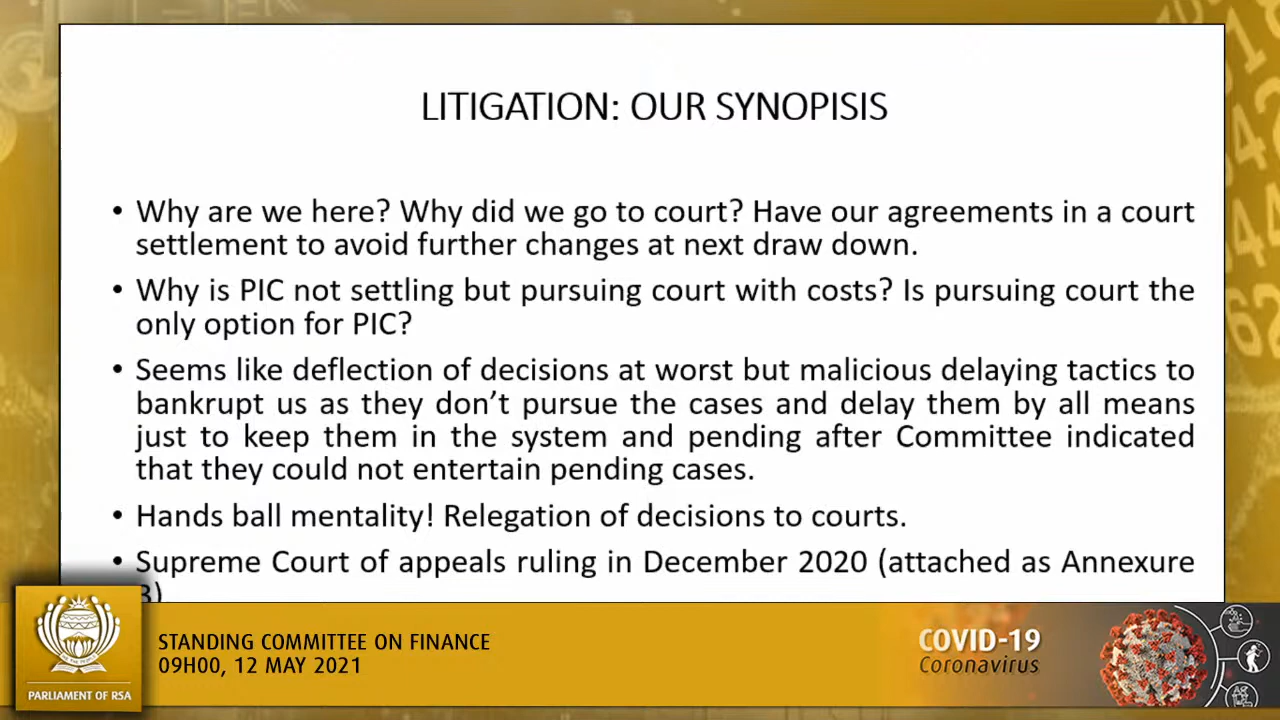 LITIGATION: OUR SYNOPISIS
• Why are we here? Why did we go to court? Have our agreements in a court
settlement to avoid further changes at next draw down.
• Why is PIC not settling but pursuing court with costs? Is pursuing court the
only option for PIC?
• Seems like deflection of decisions at worst but malicious delaying tactics to
bankrupt us as they don’t pursue the cases and delay them by all means
just to keep them in the system and pending after Committee indicated
that they could not entertain pending cases.
• Hands ball mentality! Relegation of decisions to courts.
• Supreme Court of appeals ruling in December 2020 (attached as Annexure
STANDING COMMITTEE ON FINANCE
09H00, 12 MAY 2021
PARLIAMENT OF RSA
COVID-19
Coronavirus